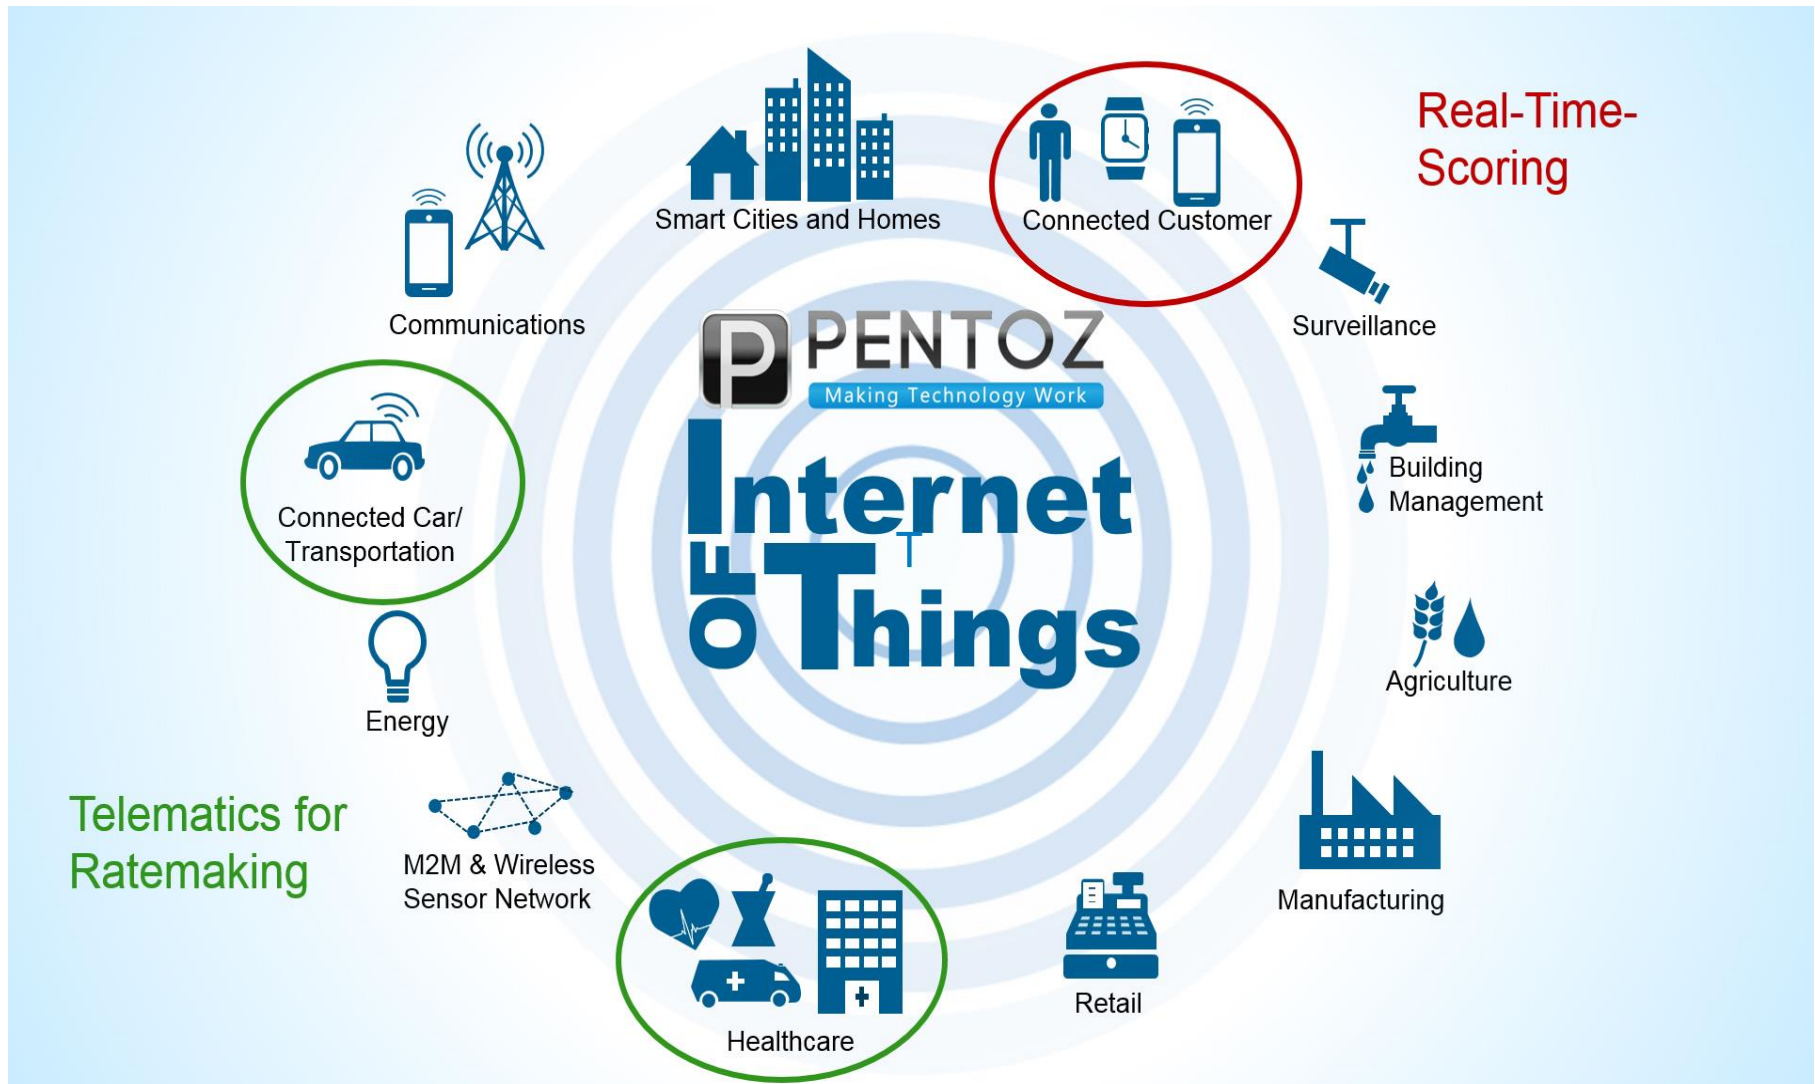 Smart Cities and Homes
Connected Customer
Real-Time-
Scoring
Communications
Surveillance
P PENTOZ
Making Technology Work
Connected Car/
Transportation
Internet
OF Things
T
Building
Management
Energy
Agriculture
Telematics for
Ratemaking
M2M & Wireless
Sensor Network
Healthcare
Retail
Manufacturing